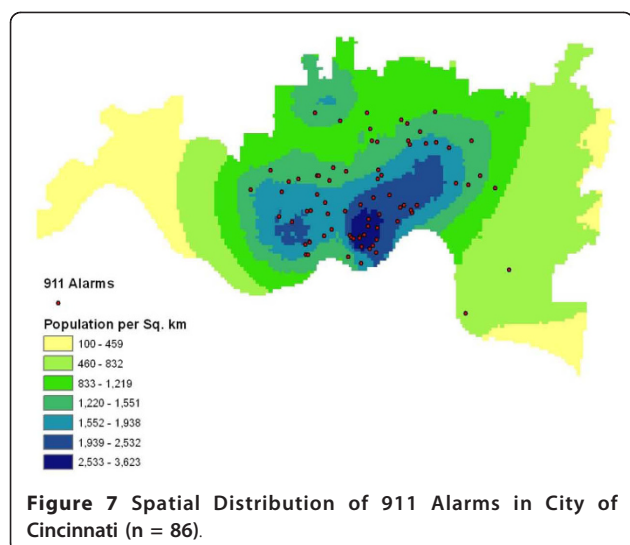 911 Alarms
Population per Sq. km
100 - 459
460 - 832
833 - 1,219
1,220 - 1,551
1,552 - 1,938
1,939 - 2,532
2,533 - 3,623
Figure 7 Spatial Distribution of 911 Alarms in City of
Cincinnati (n = 86).